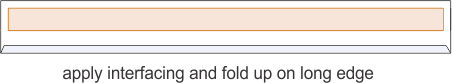 apply interfacing and fold up on long edge